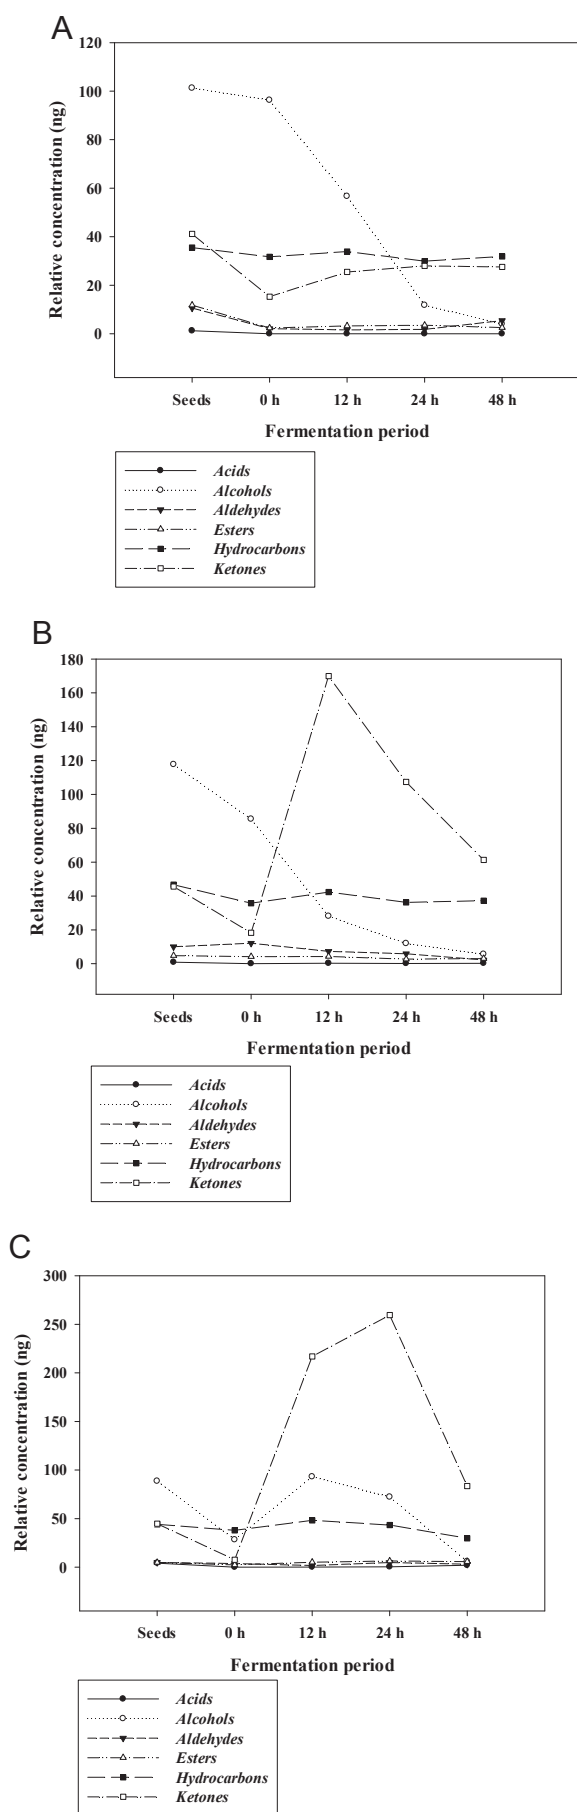 A
120
100
80
60
40
20
0
Relative concentration (ng)
Seeds 0 h 12 h 24 h 48 h
Fermentation period
Acids
Alcohols
Aldehydes
Esters
Hydrocarbons
Ketones
B
180
160
140
120
100
80
60
40
20
0
Relative concentration (ng)
Seeds 0 h 12 h 24 h 48 h
Fermentation period
Acids
Alcohols
Aldehydes
Esters
Hydrocarbons
Ketones
C
300
250
200
150
100
50
0
Relative concentration (ng)
Seeds 0 h 12 h 24 h 48 h
Fermentation period
Acids
Alcohols
Aldehydes
Esters
Hydrocarbons
Ketones